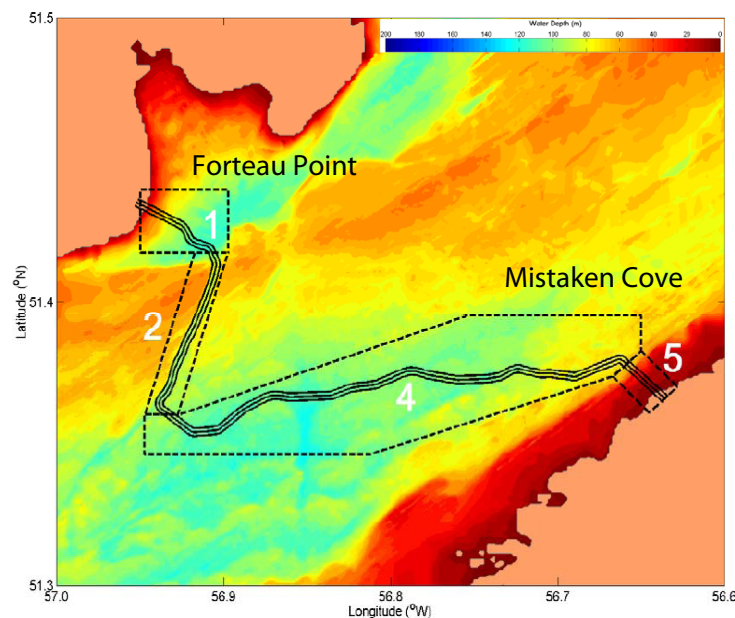 51.5
Water Depth (m)
200 180 160 140 120 100 80 60 40 20 0
Forteau Point
1
51.4
Latitude (°N)
Mistaken Cove
2
5
4
51.3
57.0 56.9 56.8 56.7 56.6
Longitude (°W)